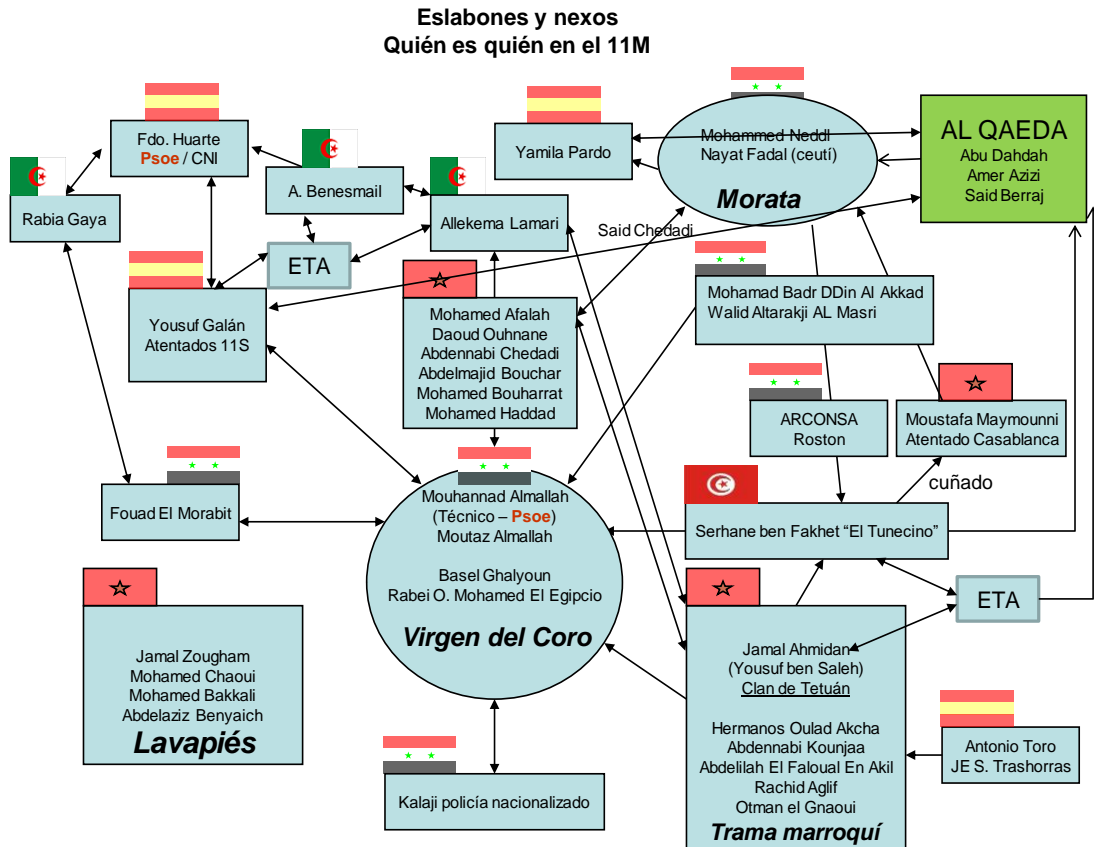 Eslabones y nexos
Quién es quién en el 11M
Fdo. Huarte
Psoe / CNI
Rabia Gaya
A. Benesmail
Allekema Lamari
ETA
Yousuf Galán
Atentados 11S
Yamila Pardo
Mohammed Neddl
Nayat Fadal (ceutí)
Morata
AL QAEDA
Abu Dahdah
Amer Azizi
Said Berraj
Said Chedadi
Mohamed Afalah
Daoud Ouhnane
Abdennabi Chedadi
Abdelmajid Bouchar
Mohamed Bouharrat
Mohamed Haddad
Mohamad Badr DDin Al Akkad
Walid Altarakji AL Masri
ARCONSA
Roston
Moustafa Maymounni
Atentado Casablanca
cuñado
Fouad El Morabit
Mouhannad Almallah
(Técnico – Psoe)
Moutaz Almallah
Basel Ghalyoun
Rabei O. Mohamed El Egipcio
Virgen del Coro
Serhane ben Fakhet “El Tunecino”
ETA
Jamal Zougham
Mohamed Chaoui
Mohamed Bakkali
Abdelaziz Benyaich
Lavapiés
Jamal Ahmidan
(Yousuf ben Saleh)
Clan de Tetuán
Hermanos Oulad Akcha
Abdennabi Kounjaa
Abdelilah El Faloual En Akil
Rachid Aglif
Otman el Gnaoui
Trama marroquí
Antonio Toro
JE S. Trashorras
Kalaji policía nacionalizado